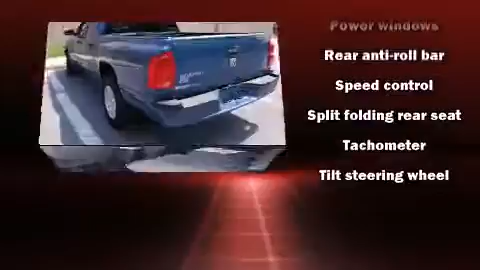 Power windows
Rear anti-roll bar
Speed control
Split folding rear seat
Tachometer
Tilt steering wheel